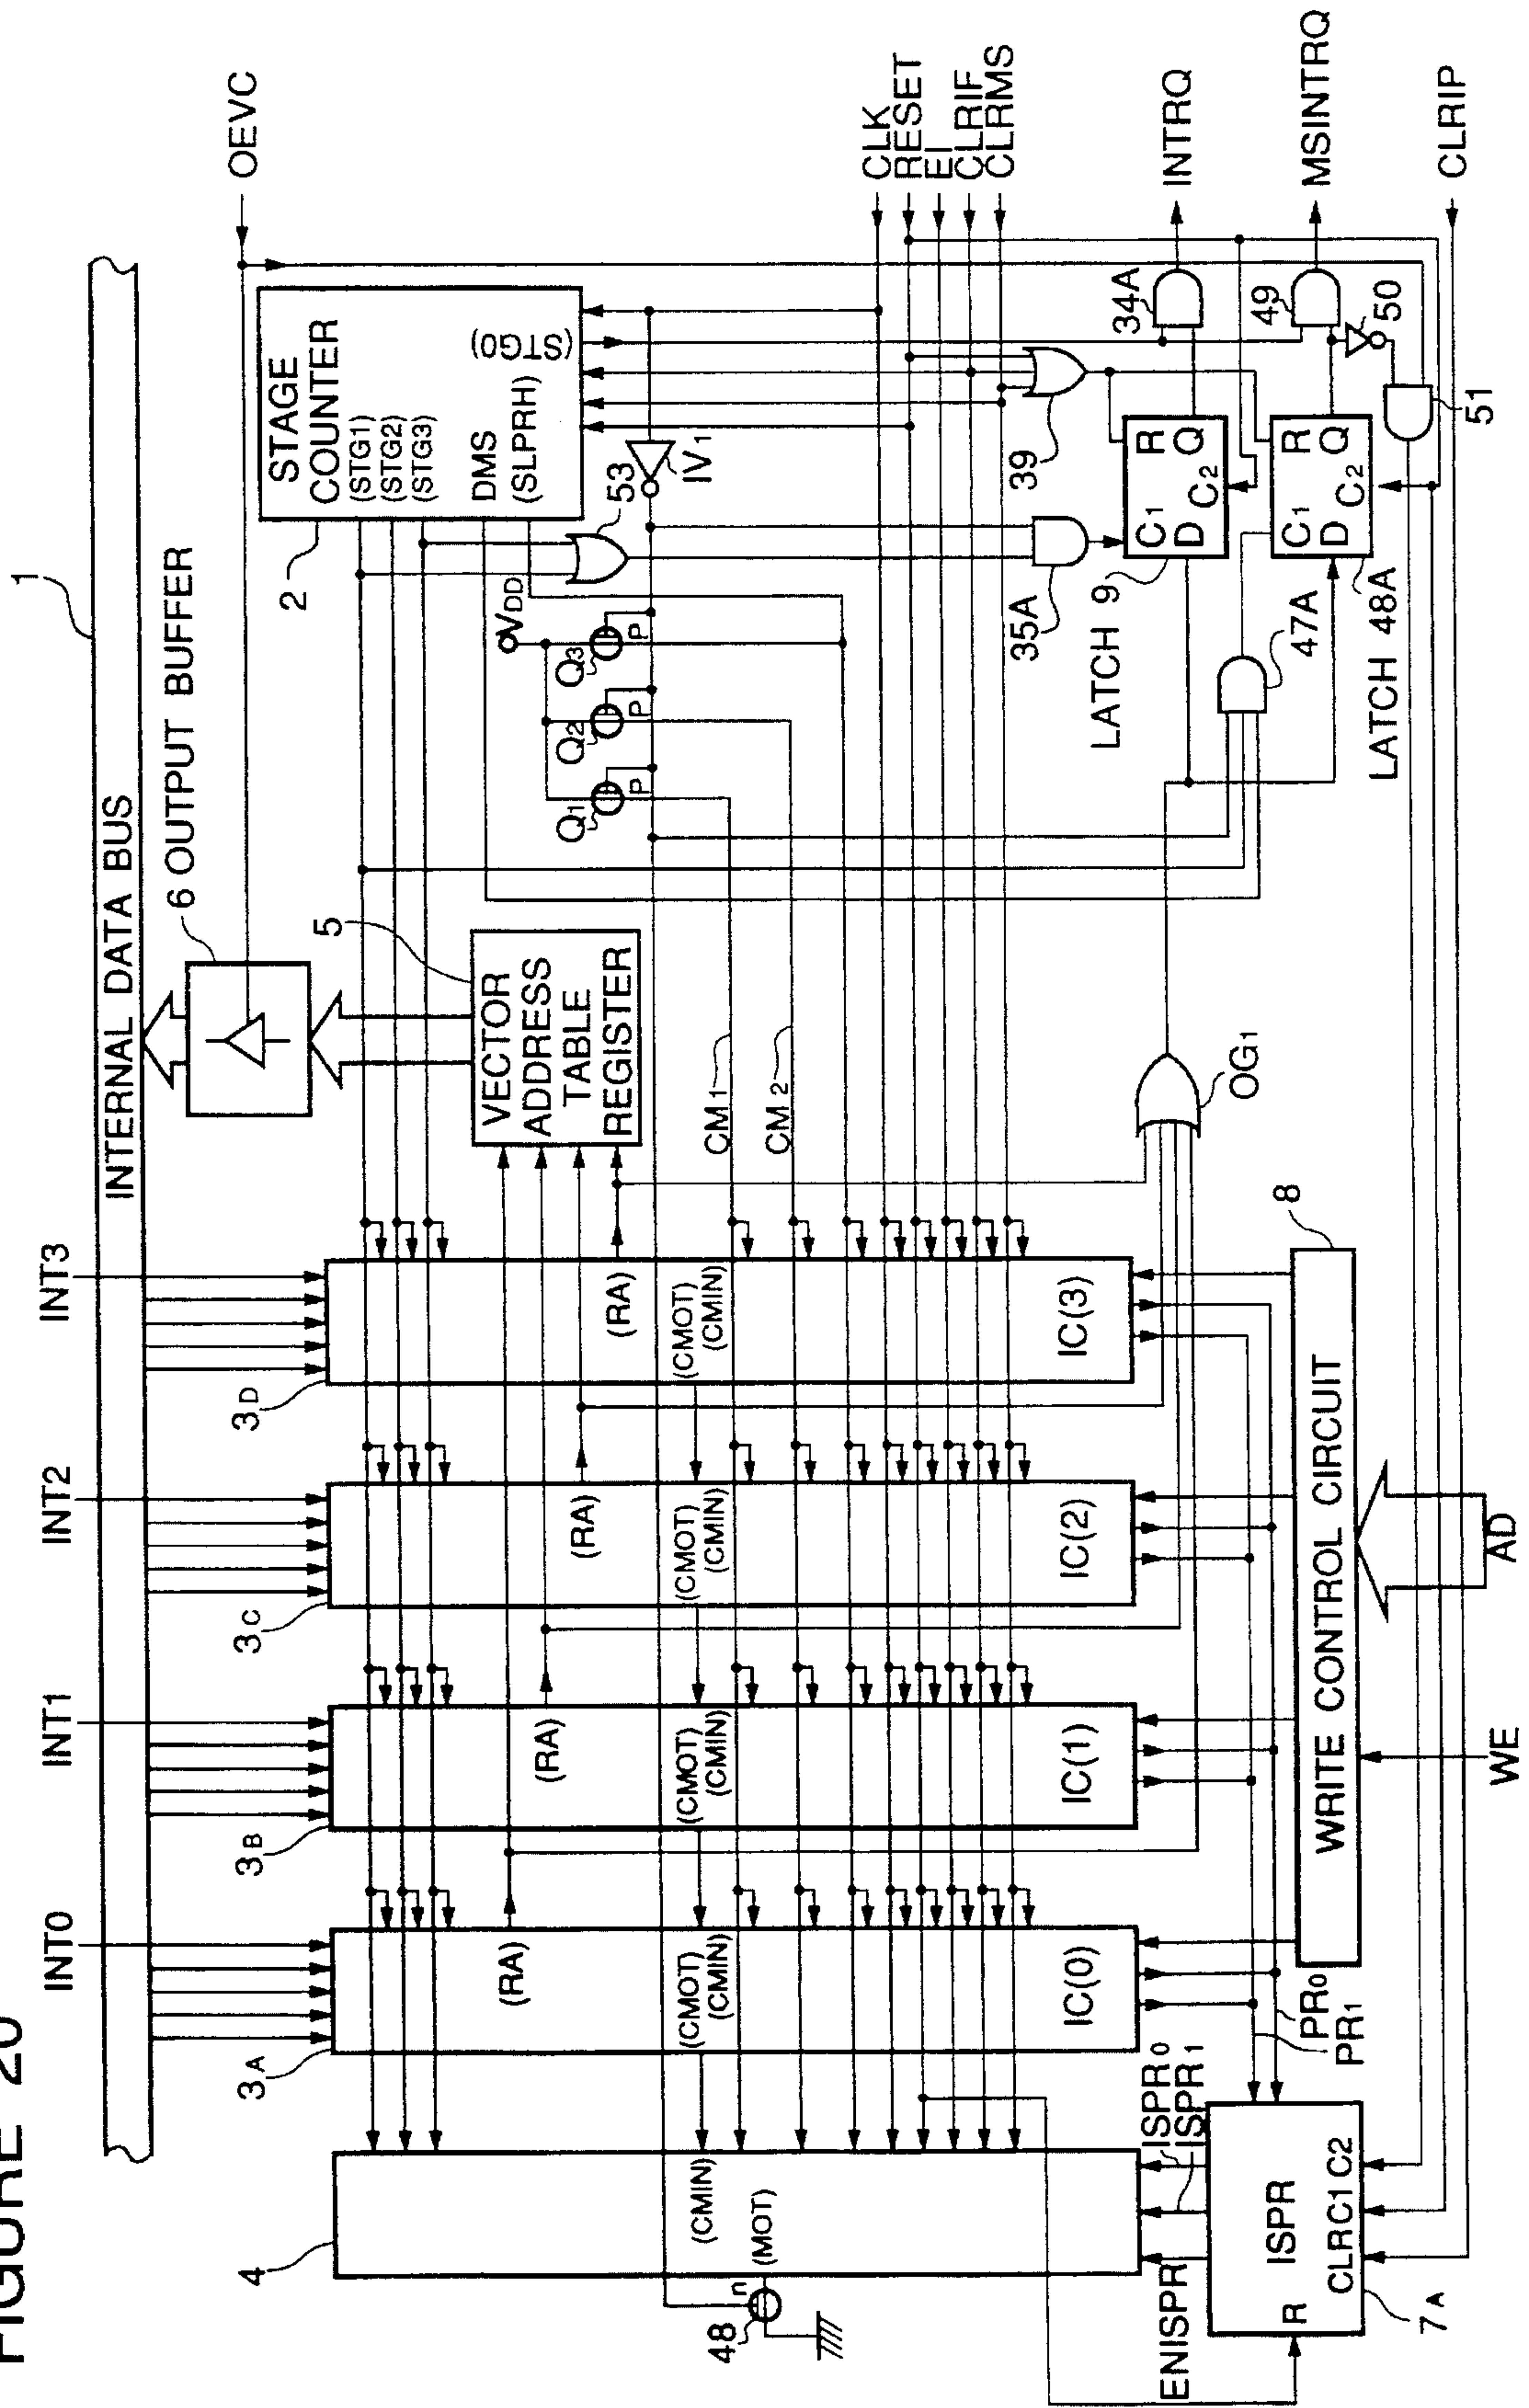 FIGURE 20
1
INTERNAL DATA BUS
INT0
INT1
INT2
INT3
6 OUTPUT BUFFER
OEVC
3A
3B
3C
3D
5
VECTOR
ADDRESS
TABLE
REGISTER
2
STAGE
COUNTER
(STG1)
(STG2)
(STG3)
DMS
(SLPRH)
(STG0)
VDD
Q1
Q2
Q3
P
P
P
53
IV1
CLK
RESET
EI
CLRIF
CLRMS
(RA)
(RA)
(RA)
(RA)
4
(CMIN)
(MOT)
(CMOT)
(CMIN)
(CMOT)
(CMIN)
(CMOT)
(CMIN)
(CMOT)
(CMIN)
CM1
CM2
n
48
IC(0)
IC(1)
IC(2)
IC(3)
OG1
35A
39
LATCH 9
C1
D
R
Q
C2
34A
INTRQ
47A
LATCH 48A
C1
D
R
Q
C2
49
MSINTRQ
50
51
CLRIP
8
WRITE CONTROL CIRCUIT
WE
AD
PR0
PR1
ISPR0
ISPR1
ENISPR
R
ISPR
CLRC1 C2
7A